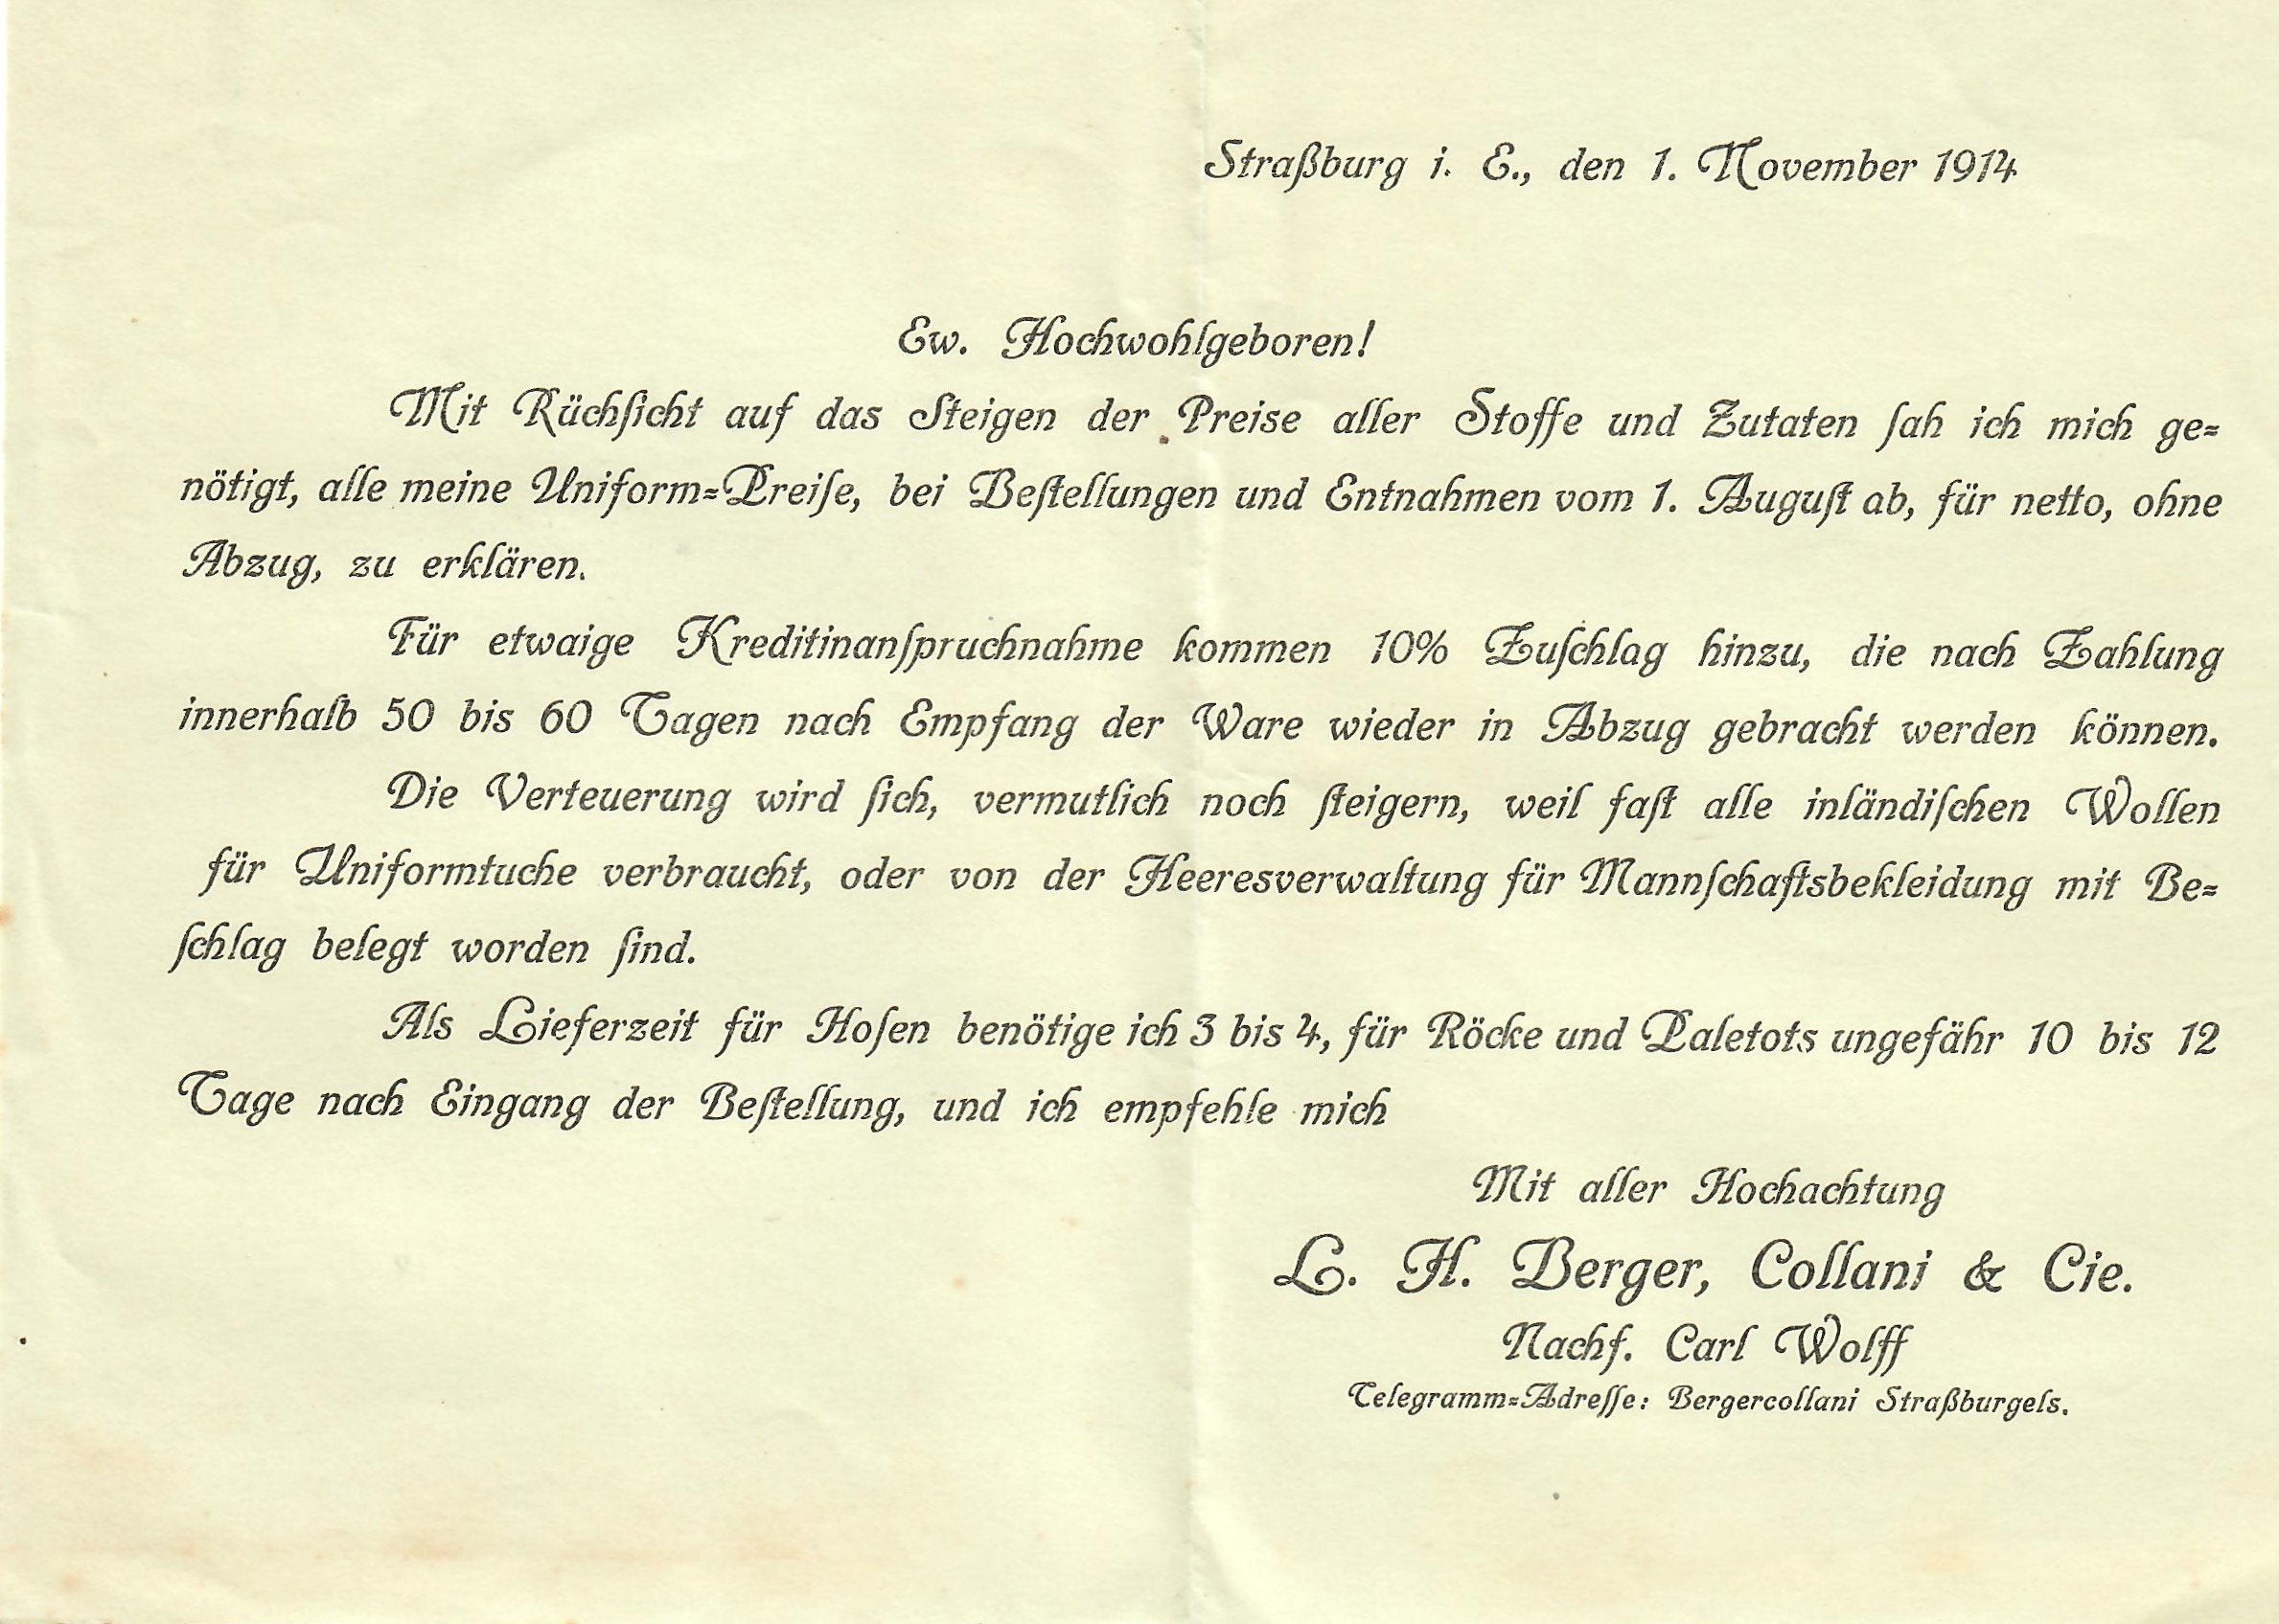 Straßburg i. E., den 1. November 1914
Ew. Hochwohlgeboren!
Mit Rüchſicht auf das Steigen der Preise aller Stoffe und Zutaten ſah ich mich ge=
nötigt, alle meine Uniform=Preiſe, bei Beſtellungen und Entnahmen vom 1. Auguſt ab, für netto, ohne
Abzug, zu erklären.
Für etwaige Kreditinanſpruchnahme kommen 10% Zuſchlag hinzu, die nach Zahlung
innerhalb 50 bis 60 Tagen nach Empfang der Ware wieder in Abzug gebracht werden können.
Die Verteuerung wird ſich, vermutlich noch ſteigern, weil faſt alle inländiſchen Wollen
für Uniformtuche verbraucht, oder von der Heeresverwaltung für Mannſchaftsbekleidung mit Be=
ſchlag belegt worden ſind.
Als Lieferzeit für Hoſen benötige ich 3 bis 4, für Röcke und Paletots ungefähr 10 bis 12
Tage nach Eingang der Beſtellung, und ich empfehle mich
Mit aller Hochachtung
L. H. Berger, Collani & Cie.
Nachf. Carl Wolff
Telegramm=Adreſſe: Bergercollani Straßburgels.